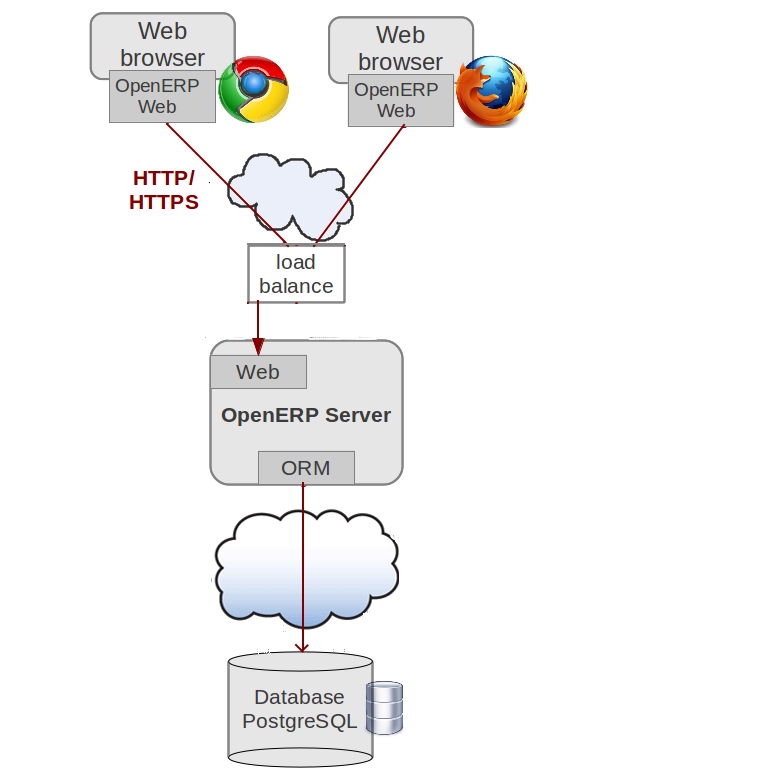 Web
browser
OpenERP
Web
Web
browser
OpenERP
Web
HTTP/
HTTPS
load
balance
Web
OpenERP Server
ORM
Database
PostgreSQL